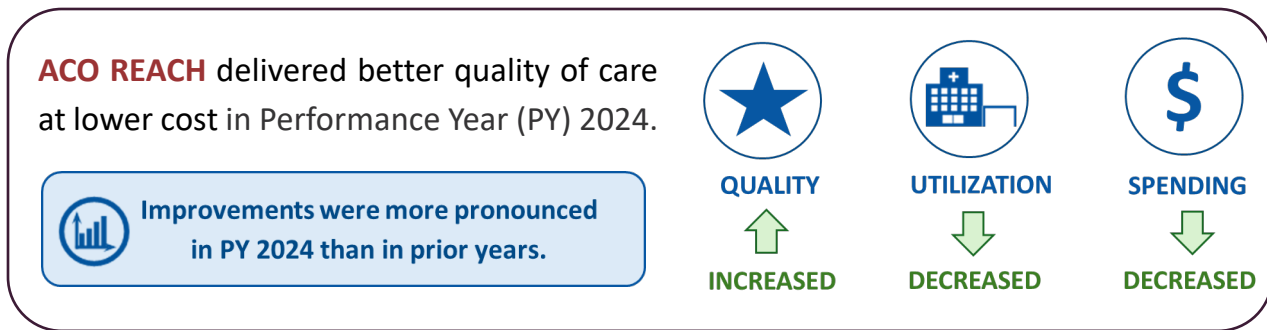 ACO REACH delivered better quality of care
at lower cost in Performance Year (PY) 2024.
Improvements were more pronounced
in PY 2024 than in prior years.
QUALITY
INCREASED
UTILIZATION
DECREASED
$
SPENDING
DECREASED